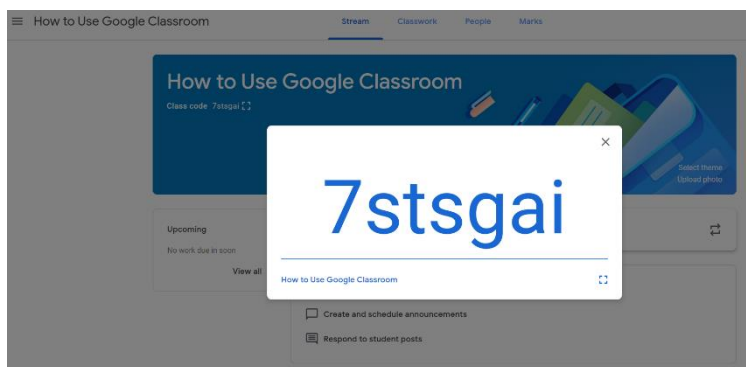 How to Use Google Classroom
Stream Classwork People Marks
How to Use Google Classroom
Class code 7stsgai
Select theme
Upload photo
7stsgai
How to Use Google Classroom
Upcoming
No work due in soon
View all
Create and schedule announcements
Respond to student posts